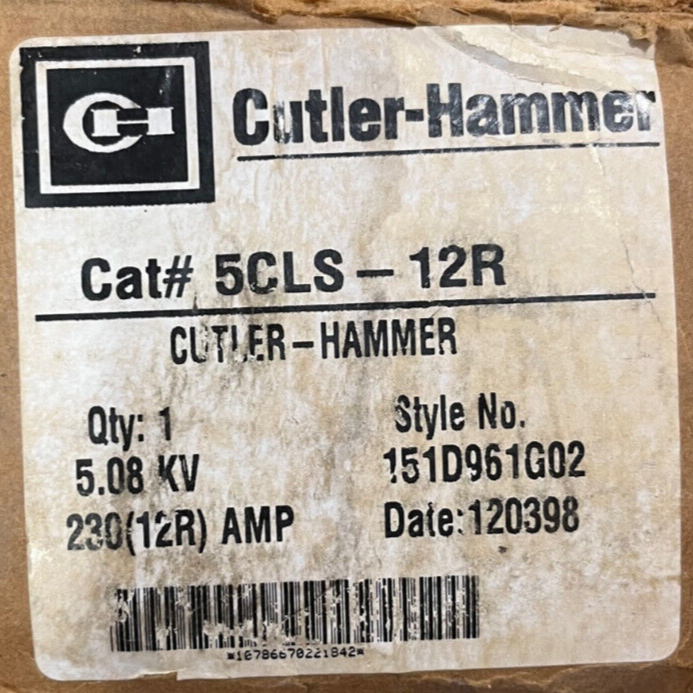 Cutler-Hammer
Cat# 5CLS-12R
CUTLER-HAMMER
Qty: 1
Style No.
5.08 KV
151D961G02
230(12R) AMP
Date:120398
*10786670221842*